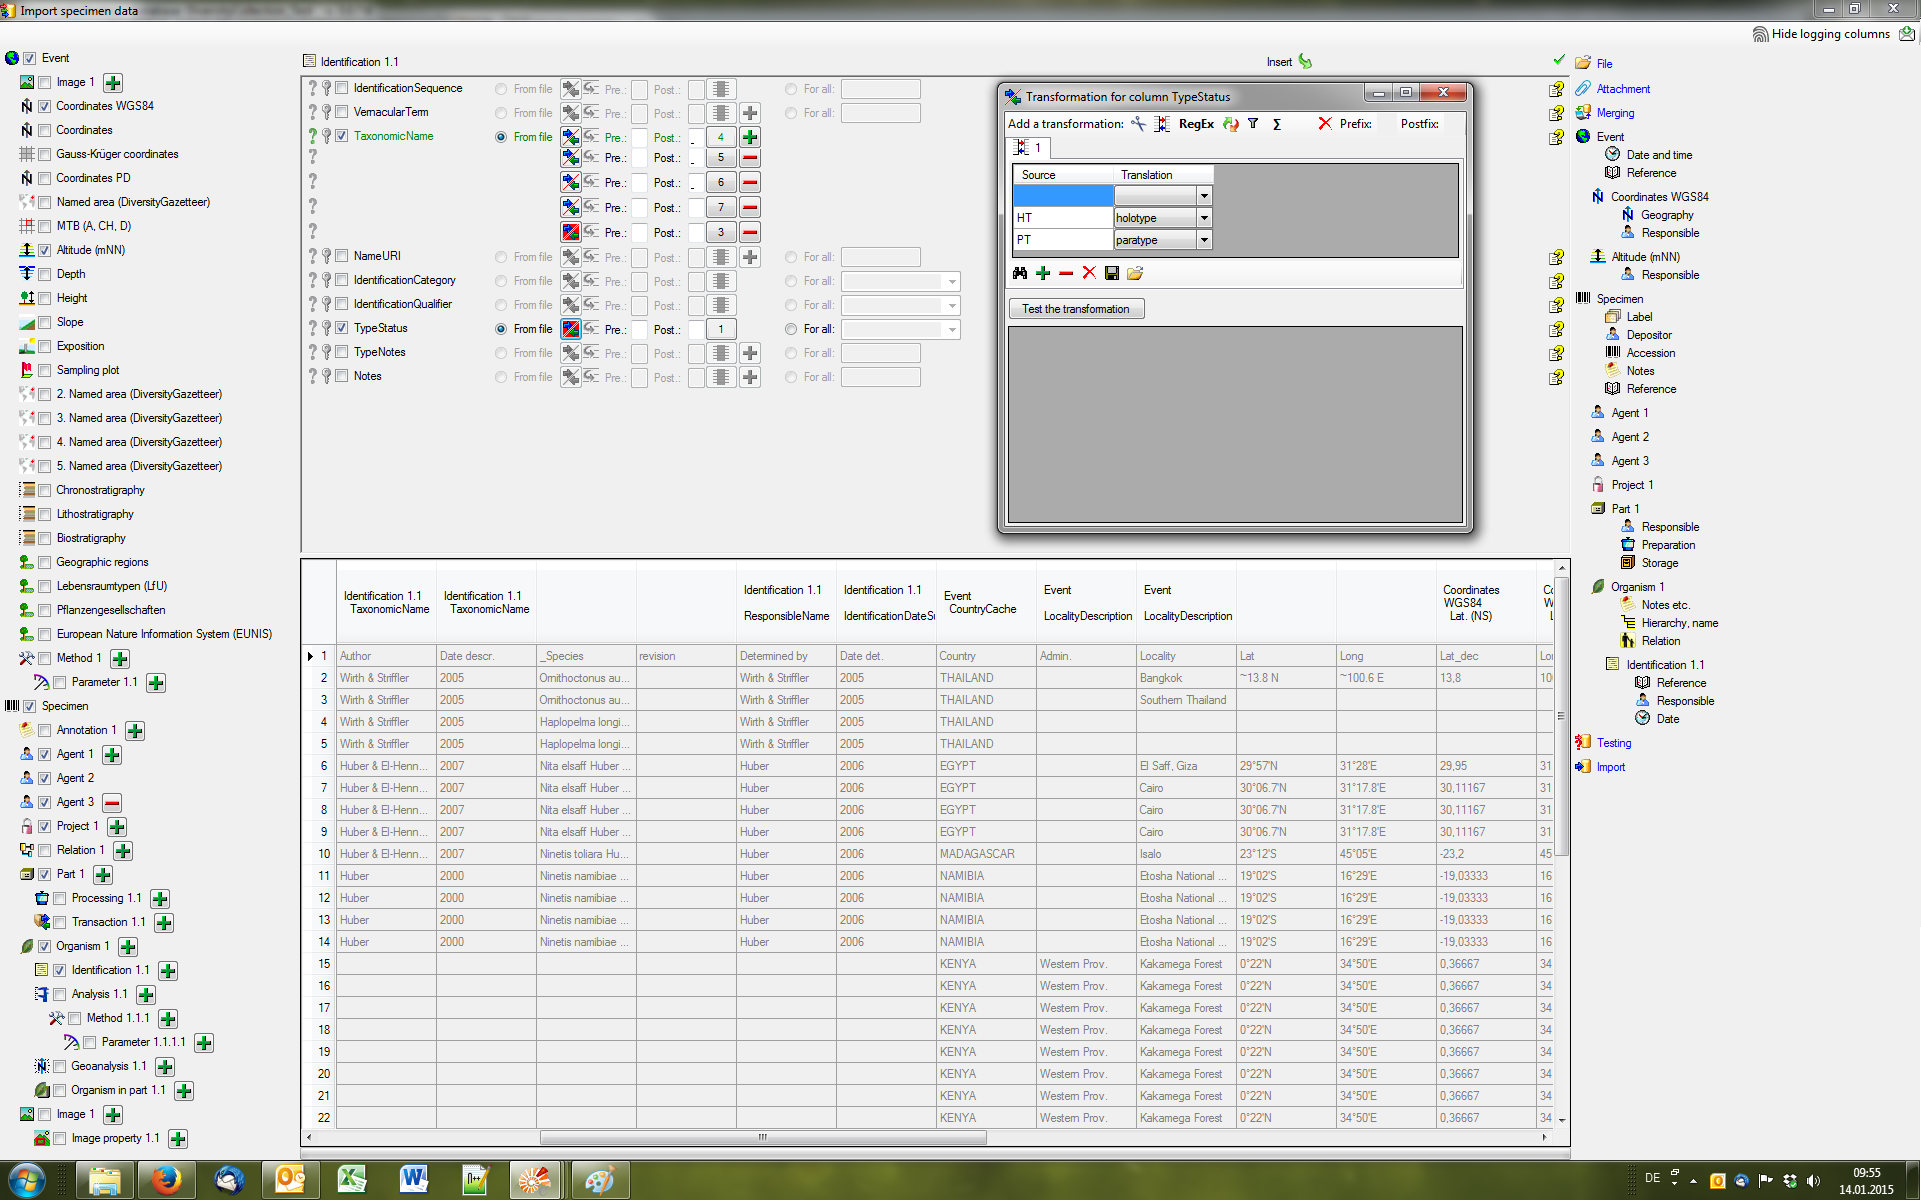 Import specimen data
Hide logging columns
Event
Image 1
Coordinates WGS84
Coordinates
Gauss-Krüger coordinates
Coordinates PD
Named area (DiversityGazetteer)
MTB (A, CH, D)
Altitude (mNN)
Depth
Height
Slope
Exposition
Sampling plot
2. Named area (DiversityGazetteer)
3. Named area (DiversityGazetteer)
4. Named area (DiversityGazetteer)
5. Named area (DiversityGazetteer)
Chronostratigraphy
Lithostratigraphy
Biostratigraphy
Geographic regions
Lebensraumtypen (LfU)
Pflanzengesellschaften
European Nature Information System (EUNIS)
Method 1
Parameter 1.1
Specimen
Annotation 1
Agent 1
Agent 2
Agent 3
Project 1
Relation 1
Part 1
Processing 1.1
Transaction 1.1
Organism 1
Identification 1.1
Analysis 1.1
Method 1.1.1
Parameter 1.1.1.1
Geoanalysis 1.1
Organism in part 1.1
Image 1
Image property 1.1
Identification 1.1 Insert
IdentificationSequence From file Pre.: Post.: For all:
VernacularTerm From file Pre.: Post.: For all:
TaxonomicName From file Pre.: Post.: - 4
Pre.: Post.: - 5
Pre.: Post.: - 6
Pre.: Post.: 7
Pre.: Post.: 3
NameURI From file Pre.: Post.: For all:
IdentificationCategory From file Pre.: Post.: For all:
IdentificationQualifier From file Pre.: Post.: For all:
TypeStatus From file Pre.: Post.: 1 For all:
TypeNotes From file Pre.: Post.: For all:
Notes From file Pre.: Post.: For all:
Transformation for column TypeStatus
Add a transformation: RegEx Σ Prefix: Postfix:
1
Source Translation
HT holotype
PT paratype
Test the transformation
Identification 1.1 TaxonomicName
Identification 1.1 TaxonomicName
Identification 1.1 ResponsibleName
Identification 1.1 IdentificationDateSu
Event CountryCache
Event LocalityDescription
Event LocalityDescription
Coordinates WGS84 Lat. (NS)
1 Author Date descr. _Species revision Determined by Date det. Country Admin. Locality Lat Long Lat_dec Lon
2 Wirth & Striffler 2005 Ornithoctonus au... Wirth & Striffler 2005 THAILAND Bangkok ~13.8 N ~100.6 E 13,8 10
3 Wirth & Striffler 2005 Ornithoctonus au... Wirth & Striffler 2005 THAILAND Southern Thailand
4 Wirth & Striffler 2005 Haplopelma longi... Wirth & Striffler 2005 THAILAND
5 Wirth & Striffler 2005 Haplopelma longi... Wirth & Striffler 2005 THAILAND
6 Huber & El-Henn... 2007 Nita elsaff Huber ... Huber 2006 EGYPT El Saff, Giza 29°57'N 31°28'E 29,95 31
7 Huber & El-Henn... 2007 Nita elsaff Huber ... Huber 2006 EGYPT Cairo 30°06.7'N 31°17.8'E 30,11167 31
8 Huber & El-Henn... 2007 Nita elsaff Huber ... Huber 2006 EGYPT Cairo 30°06.7'N 31°17.8'E 30,11167 31
9 Huber & El-Henn... 2007 Nita elsaff Huber ... Huber 2006 EGYPT Cairo 30°06.7'N 31°17.8'E 30,11167 31
10 Huber & El-Henn... 2007 Ninetis toliara Hu... Huber 2006 MADAGASCAR Isalo 23°12'S 45°05'E -23,2 45
11 Huber 2000 Ninetis namibiae ... Huber 2006 NAMIBIA Etosha National ... 19°02'S 16°29'E -19,03333 16
12 Huber 2000 Ninetis namibiae ... Huber 2006 NAMIBIA Etosha National ... 19°02'S 16°29'E -19,03333 16
13 Huber 2000 Ninetis namibiae ... Huber 2006 NAMIBIA Etosha National ... 19°02'S 16°29'E -19,03333 16
14 Huber 2000 Ninetis namibiae ... Huber 2006 NAMIBIA Etosha National ... 19°02'S 16°29'E -19,03333 16
15 KENYA Western Prov. Kakamega Forest 0°22'N 34°50'E 0,36667 34
16 KENYA Western Prov. Kakamega Forest 0°22'N 34°50'E 0,36667 34
17 KENYA Western Prov. Kakamega Forest 0°22'N 34°50'E 0,36667 34
18 KENYA Western Prov. Kakamega Forest 0°22'N 34°50'E 0,36667 34
19 KENYA Western Prov. Kakamega Forest 0°22'N 34°50'E 0,36667 34
20 KENYA Western Prov. Kakamega Forest 0°22'N 34°50'E 0,36667 34
21 KENYA Western Prov. Kakamega Forest 0°22'N 34°50'E 0,36667 34
22 KENYA Western Prov. Kakamega Forest 0°22'N 34°50'E 0,36667 34
File
Attachment
Merging
Event
Date and time
Reference
Coordinates WGS84
Geography
Responsible
Altitude (mNN)
Responsible
Specimen
Label
Depositor
Accession
Notes
Reference
Agent 1
Agent 2
Agent 3
Project 1
Part 1
Responsible
Preparation
Storage
Organism 1
Notes etc.
Hierarchy, name
Relation
Identification 1.1
Reference
Responsible
Date
Testing
Import
DE
09:55
14.01.2015